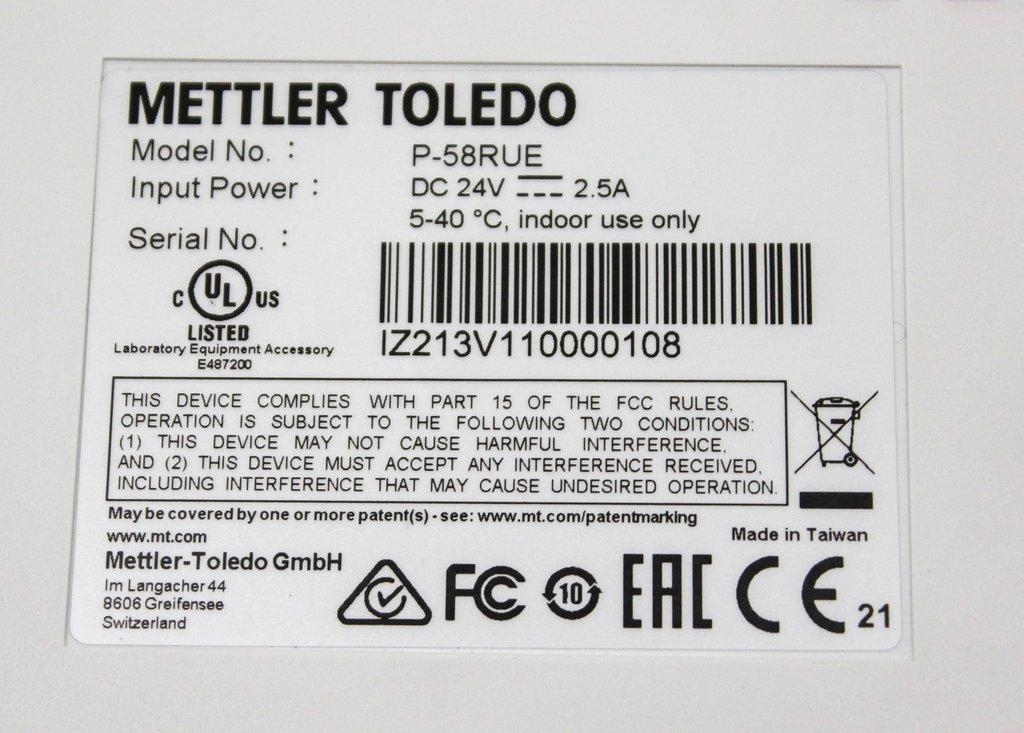 METTLER TOLEDO
Model No. : P-58RUE
Input Power : DC 24V 2.5A
5-40 °C, indoor use only
Serial No. :
IZ213V110000108
C UL US
LISTED
Laboratory Equipment Accessory
E487200
THIS DEVICE COMPLIES WITH PART 15 OF THE FCC RULES,
OPERATION IS SUBJECT TO THE FOLLOWING TWO CONDITIONS:
(1) THIS DEVICE MAY NOT CAUSE HARMFUL INTERFERENCE,
AND (2) THIS DEVICE MUST ACCEPT ANY INTERFERENCE RECEIVED,
INCLUDING INTERFERENCE THAT MAY CAUSE UNDESIRED OPERATION.
May be covered by one or more patent(s) - see: www.mt.com/patentmarking
www.mt.com
Made in Taiwan
Mettler-Toledo GmbH
Im Langacher 44
8606 Greifensee
Switzerland
FC 10 EAC CE 21